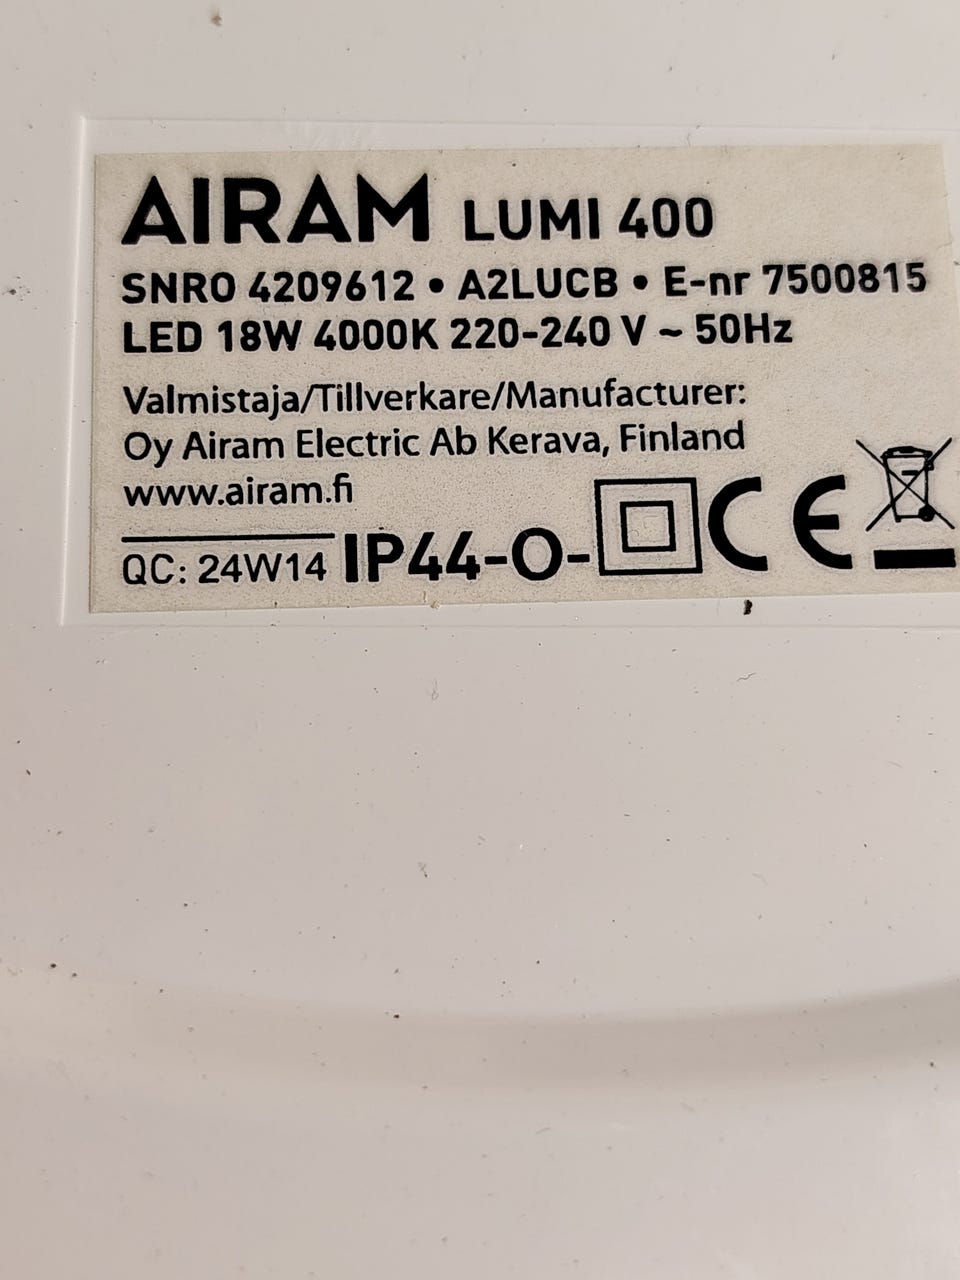 AIRAM LUMI 400
SNRO 4209612 • A2LUCB • E-nr 7500815
LED 18W 4000K 220-240 V ~ 50Hz
Valmistaja/Tillverkare/Manufacturer:
Oy Airam Electric Ab Kerava, Finland
www.airam.fi
QC: 24W14 IP44-O- CE